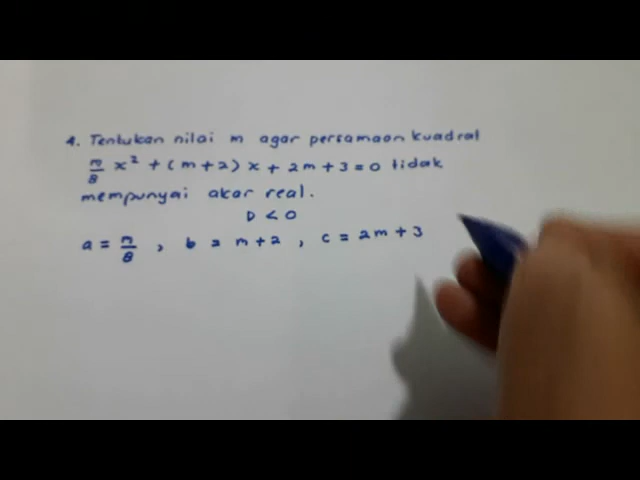 4. Tentukan nilai m agar persamaan kuadrat
m/8 x² + (m+2) x + 2m + 3 = 0 tidak
mempunyai akar real.
D < 0
a = m/8 , b = m+2 , c = 2m + 3